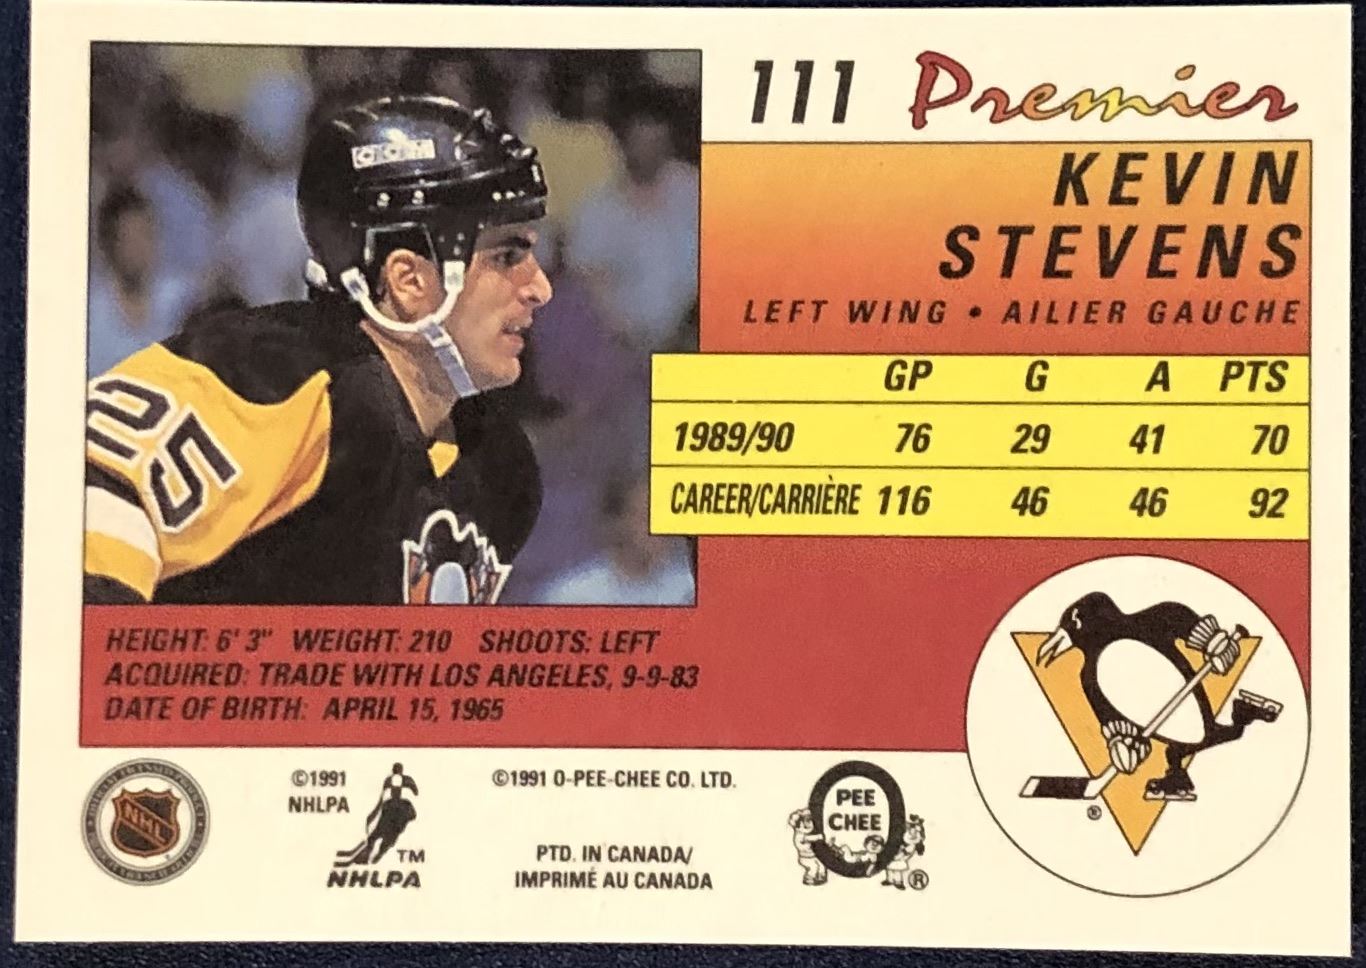 111 Premier
KEVIN
STEVENS
LEFT WING • AILIER GAUCHE
GP G A PTS
1989/90 76 29 41 70
CAREER/CARRIÈRE 116 46 46 92
CCM
25
HEIGHT: 6' 3" WEIGHT: 210 SHOOTS: LEFT
ACQUIRED: TRADE WITH LOS ANGELES, 9-9-83
DATE OF BIRTH: APRIL 15, 1965
NHL
©1991
NHLPA
TM
NHLPA
©1991 O-PEE-CHEE CO. LTD.
PTD. IN CANADA/
IMPRIMÉ AU CANADA
O
PEE
CHEE
®
®